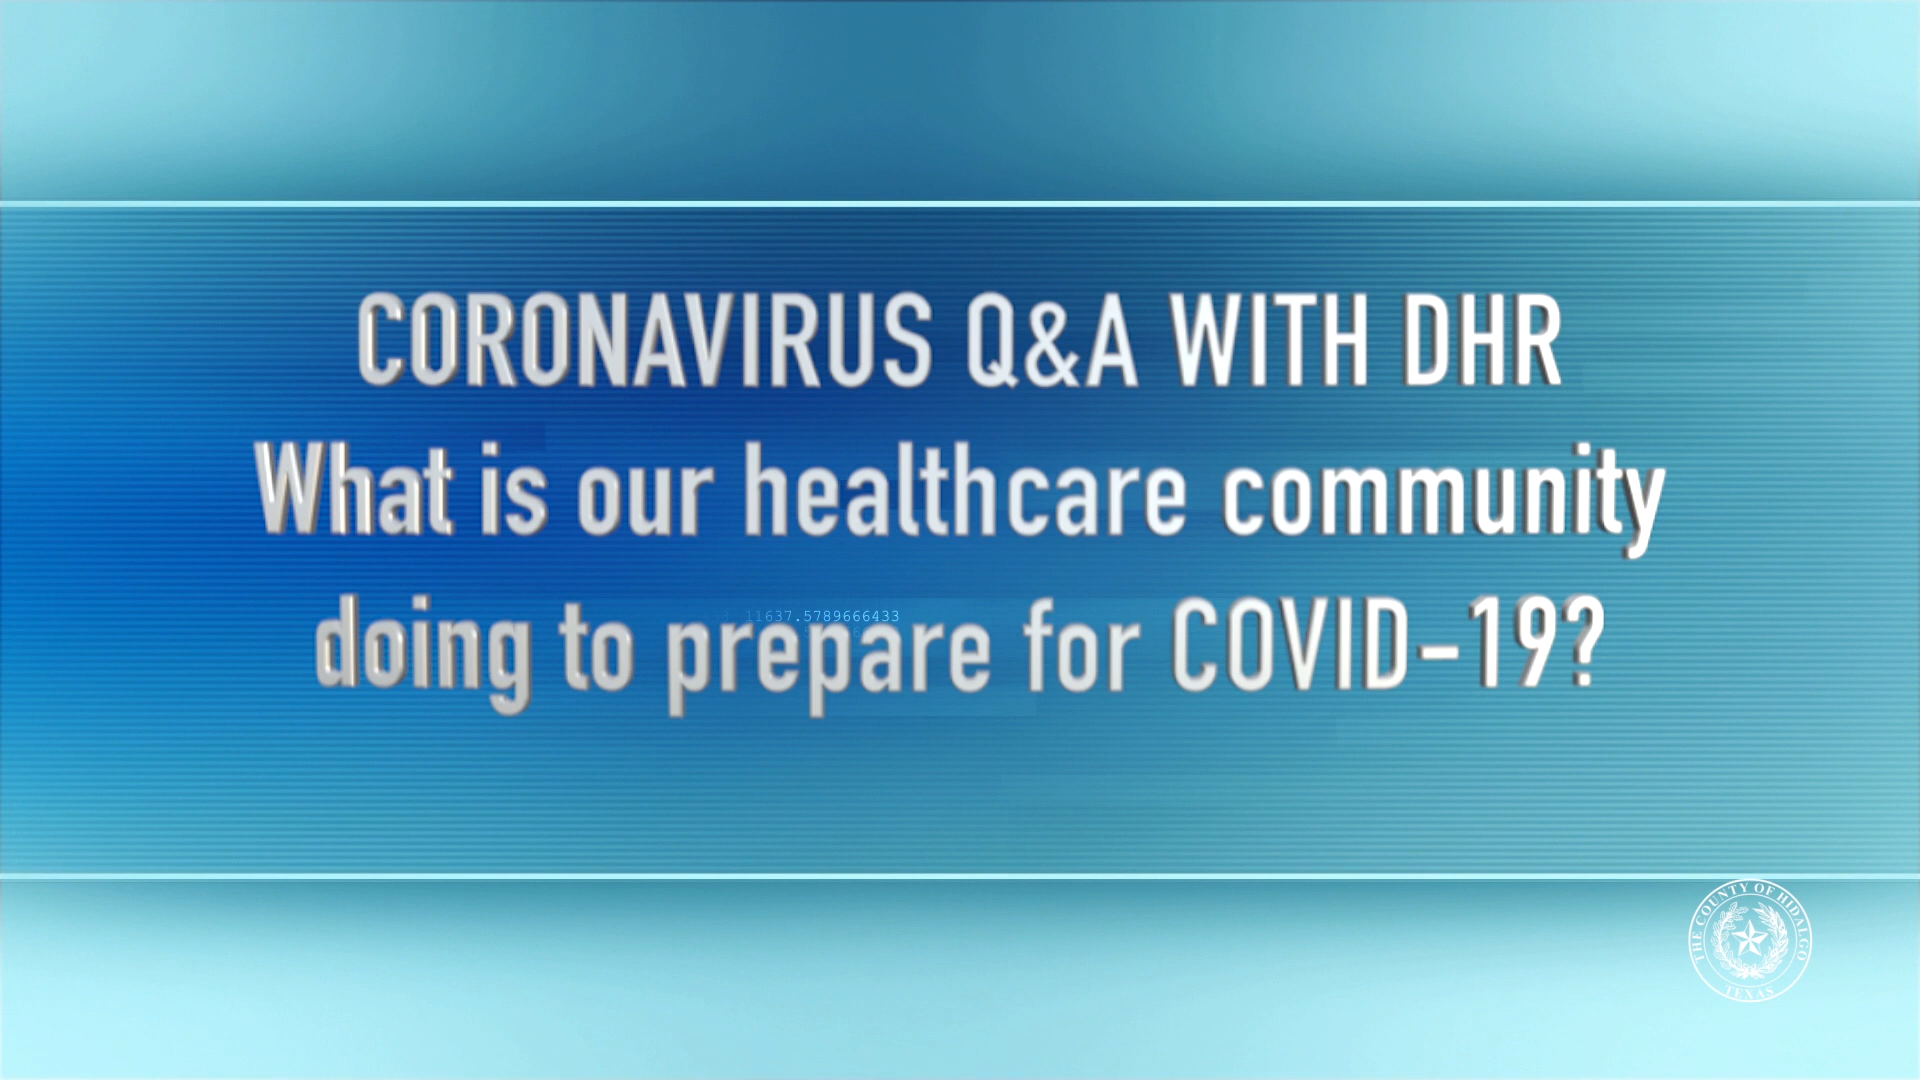 CORONAVIRUS Q&A WITH DHR
What is our healthcare community
11637.5789666433
doing to prepare for COVID-19?
THE COUNTY OF HIDALGO
TEXAS